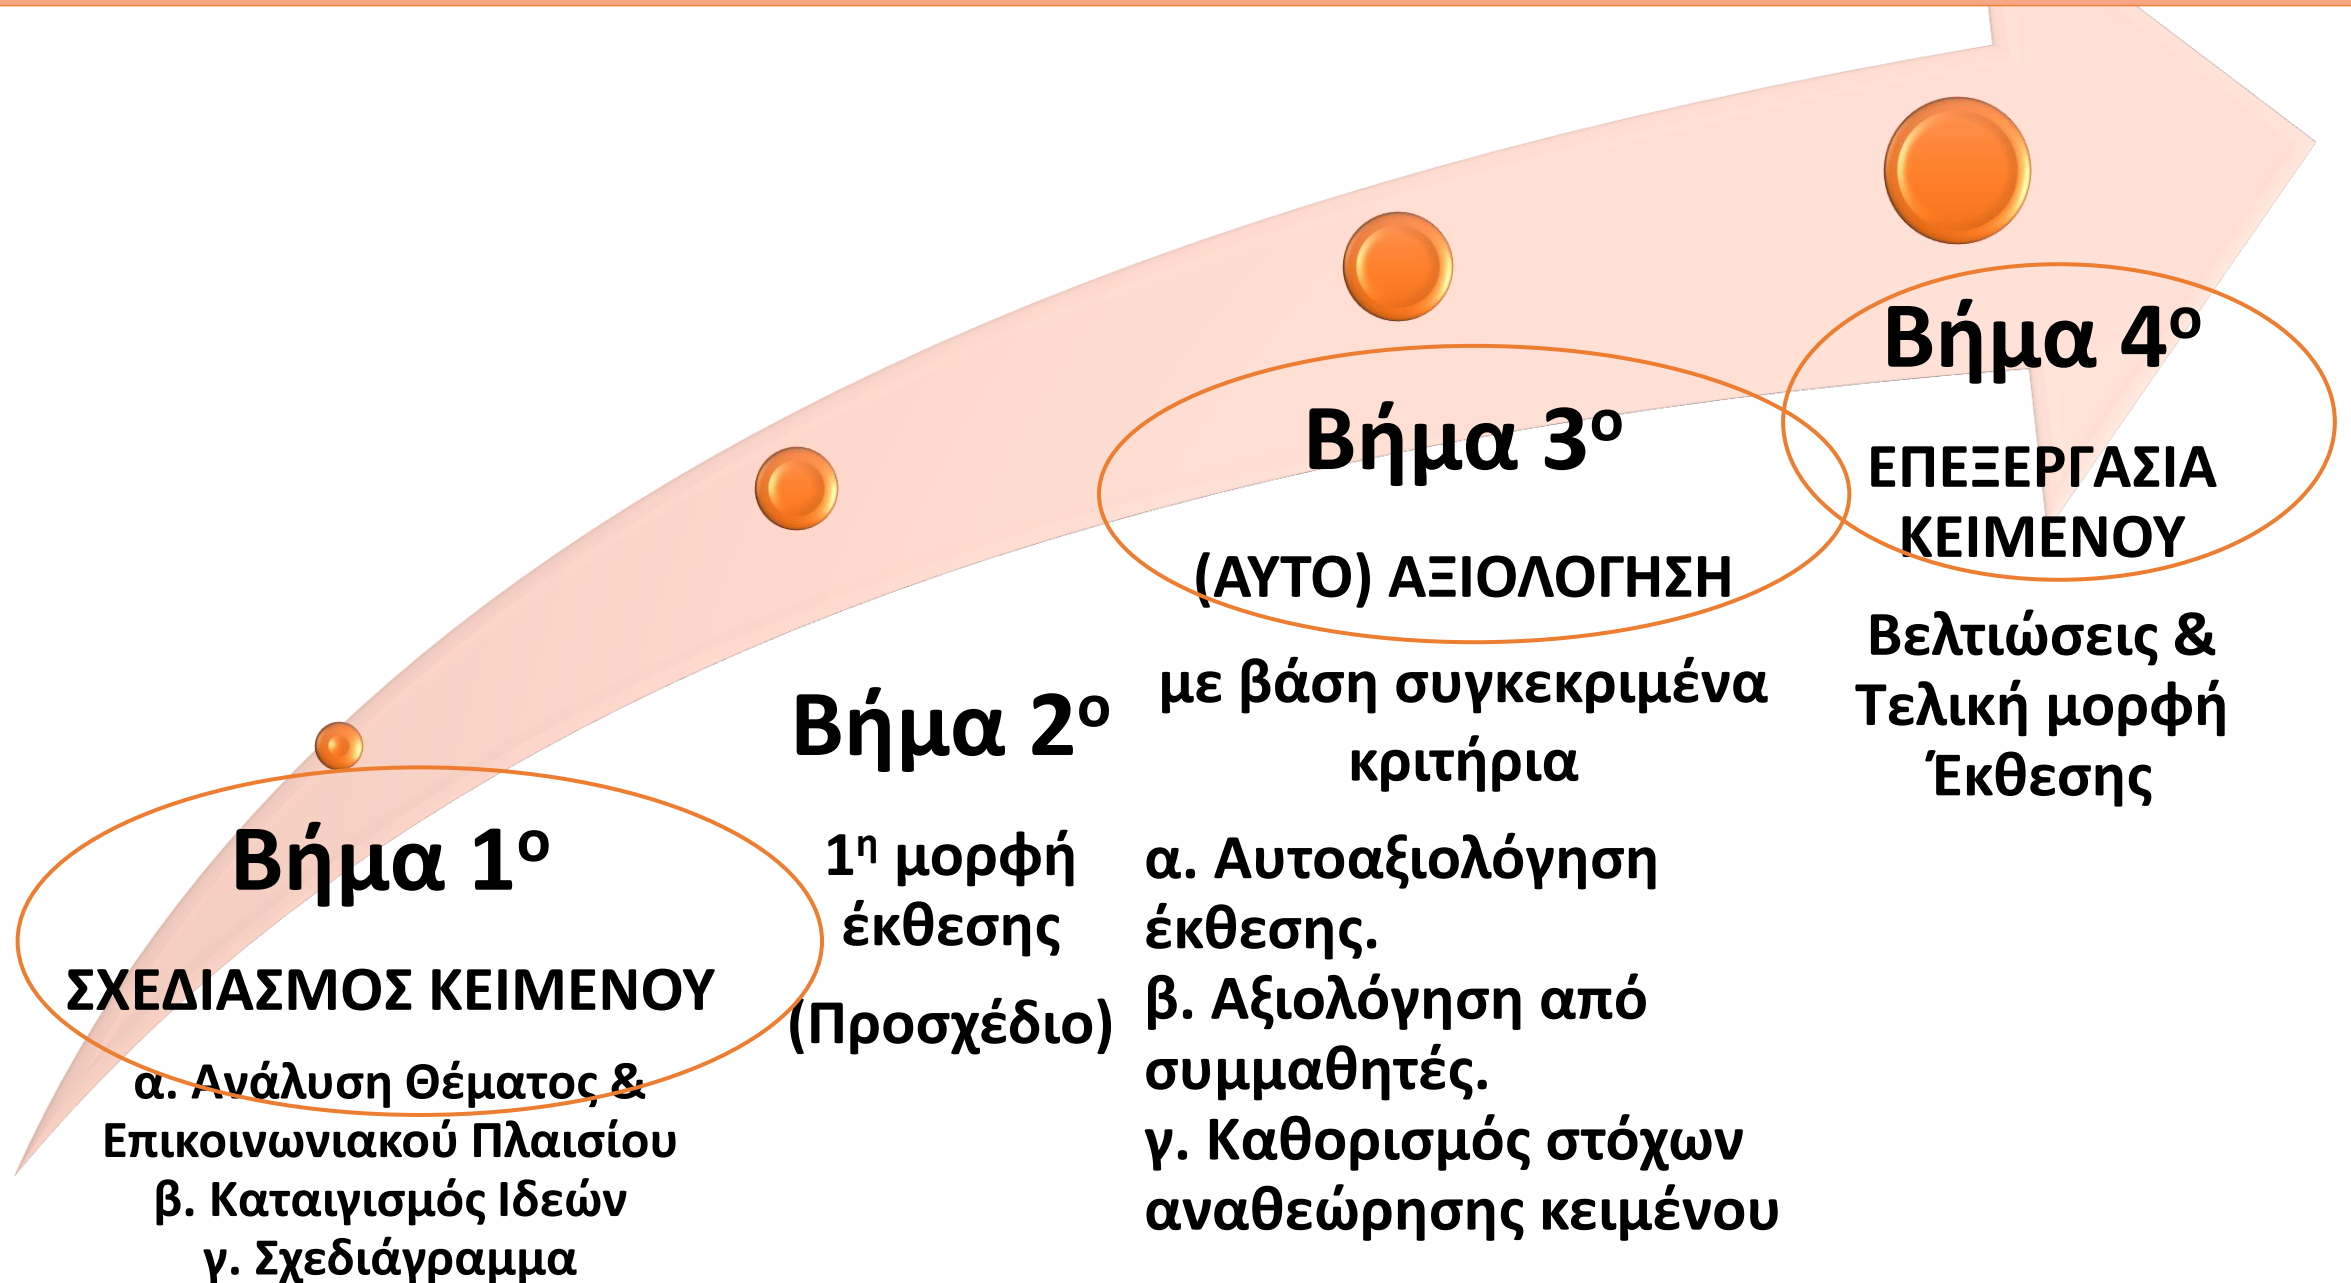 Βήμα 1ο
ΣΧΕΔΙΑΣΜΟΣ ΚΕΙΜΕΝΟΥ
α. Ανάλυση Θέματος &
Επικοινωνιακού Πλαισίου
β. Καταιγισμός Ιδεών
γ. Σχεδιάγραμμα
Βήμα 2ο
1η μορφή
έκθεσης
(Προσχέδιο)
Βήμα 3ο
(ΑΥΤΟ) ΑΞΙΟΛΟΓΗΣΗ
με βάση συγκεκριμένα
κριτήρια
α. Αυτοαξιολόγηση
έκθεσης.
β. Αξιολόγηση από
συμμαθητές.
γ. Καθορισμός στόχων
αναθεώρησης κειμένου
Βήμα 4ο
ΕΠΕΞΕΡΓΑΣΙΑ
ΚΕΙΜΕΝΟΥ
Βελτιώσεις &
Τελική μορφή
Έκθεσης